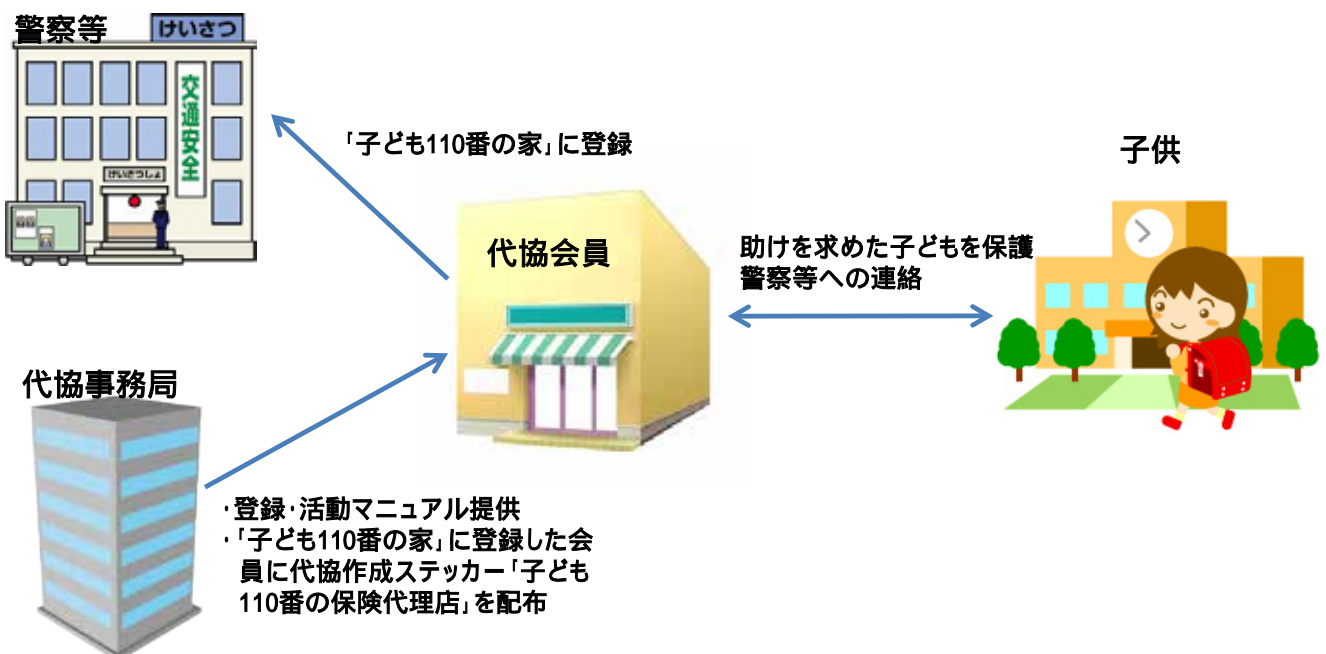 警察等
けいさつ
交通安全
けいさつしょ
「子ども110番の家」に登録
代協会員
子供
助けを求めた子どもを保護
警察等への連絡
代協事務局
・登録・活動マニュアル提供
・「子ども110番の家」に登録した会
員に代協作成ステッカー「子ども
110番の保険代理店」を配布